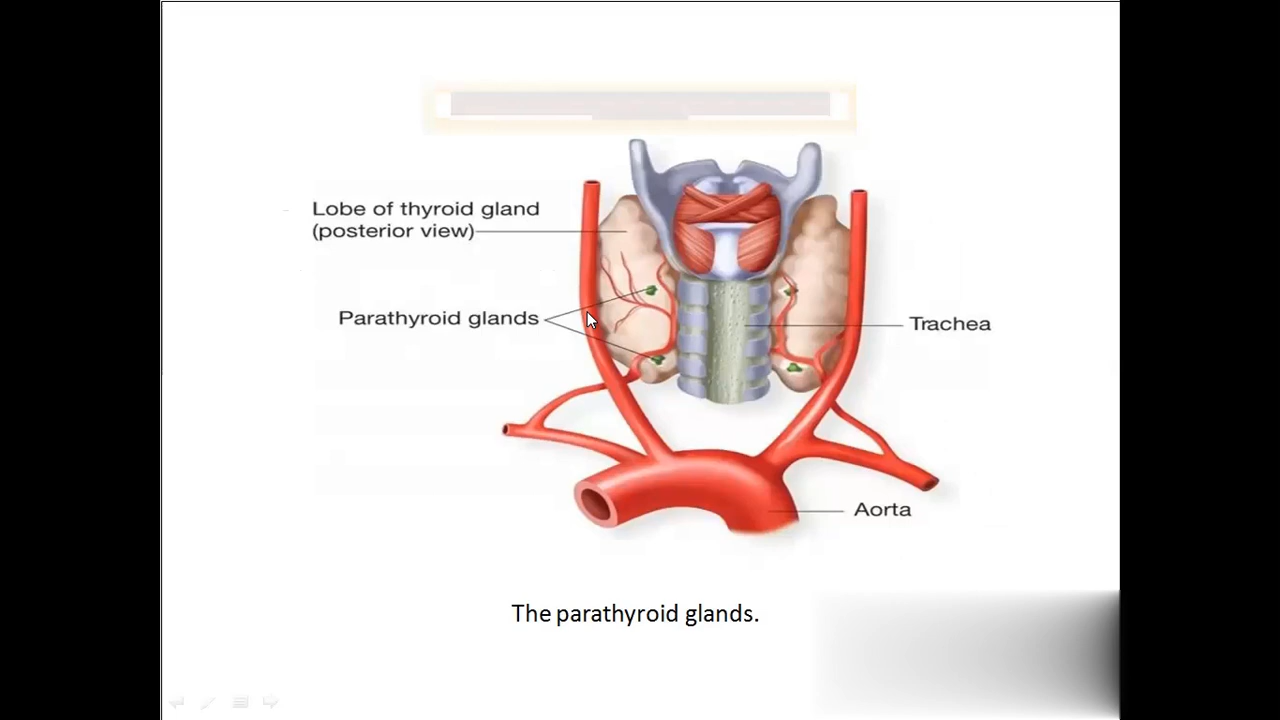 Lobe of thyroid gland
(posterior view)
Parathyroid glands
Trachea
Aorta
The parathyroid glands.